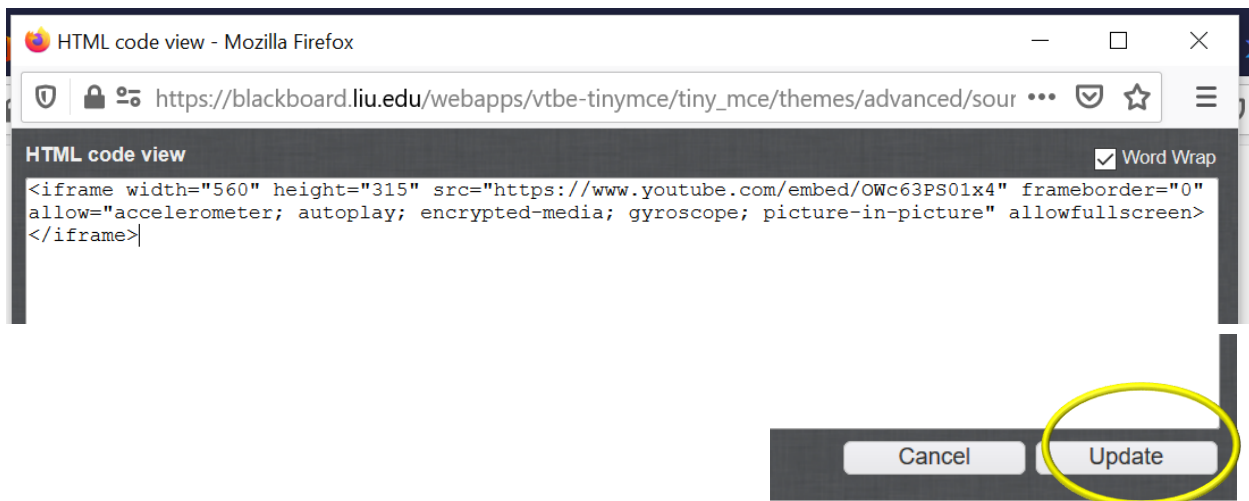 HTML code view - Mozilla Firefox
https://blackboard.liu.edu/webapps/vtbe-tinymce/tiny_mce/themes/advanced/sour
HTML code view
Word Wrap
<iframe width="560" height="315" src="https://www.youtube.com/embed/OWc63PS01x4" frameborder="0"
allow="accelerometer; autoplay; encrypted-media; gyroscope; picture-in-picture" allowfullscreen>
</iframe>
Cancel
Update